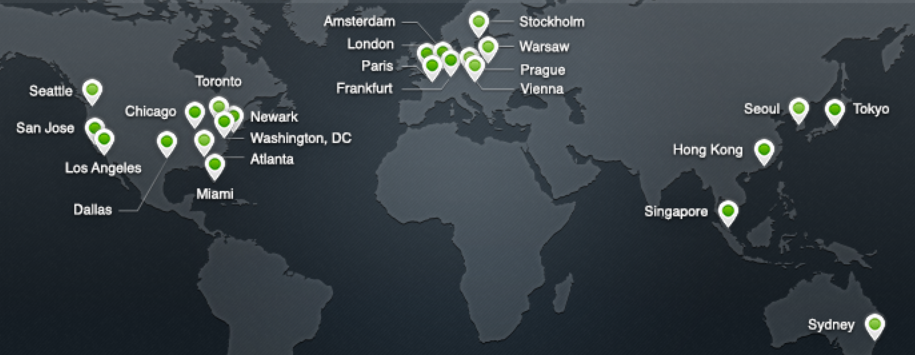 Amsterdam
Stockholm
London
Warsaw
Paris
Prague
Frankfurt
Vienna
Seattle
Toronto
Chicago
Newark
San Jose
Washington, DC
Los Angeles
Atlanta
Miami
Dallas
Seoul
Tokyo
Hong Kong
Singapore
Sydney